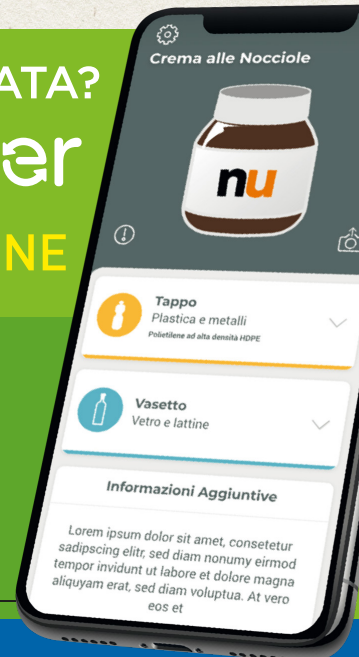 ATA?
er
NE
Crema alle Nocciole
nu
Tappo
Plastica e metalli
Polietilene ad alta densità HDPE
Vasetto
Vetro e lattine
Informazioni Aggiuntive
Lorem ipsum dolor sit amet, consetetur
sadipscing elitr, sed diam nonumy eirmod
tempor invidunt ut labore et dolore magna
aliquyam erat, sed diam voluptua. At vero
eos et